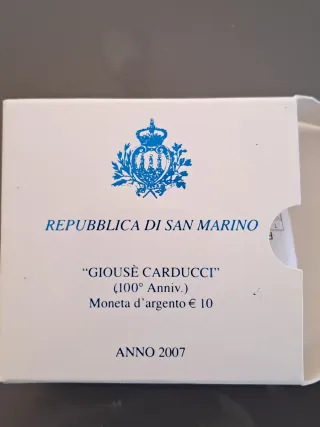 REPUBBLICA DI SAN MARINO
"GIOUSÈ CARDUCCI"
(100° Anniv.)
Moneta d'argento € 10
ANNO 2007